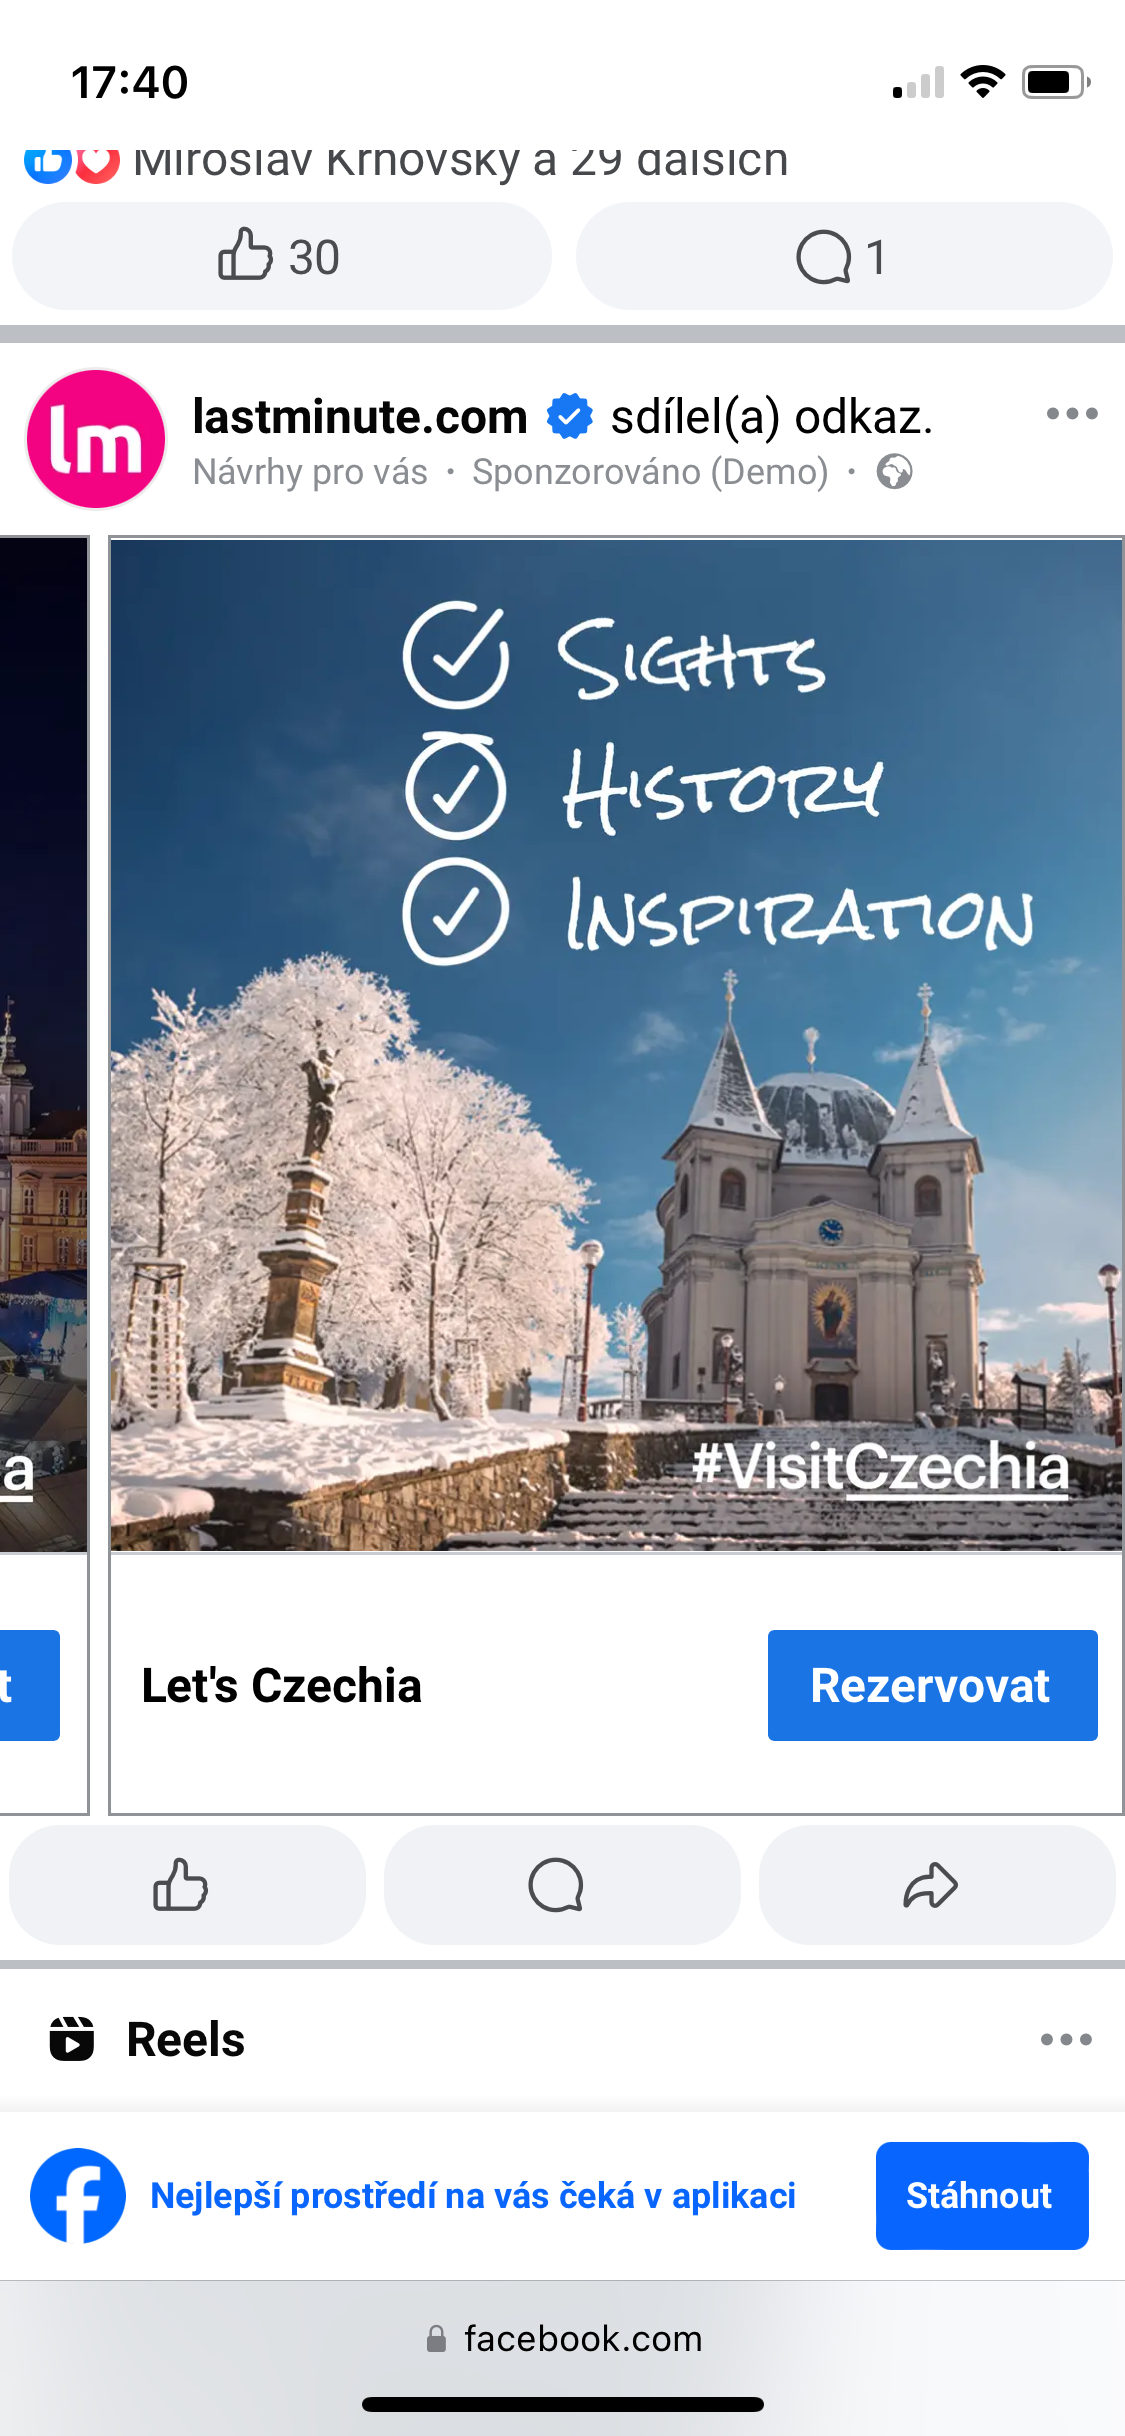 17:40
Miroslav Krhovský a 29 dalších
30
1
lm
lastminute.com sdílel(a) odkaz.
Návrhy pro vás · Sponzorováno (Demo) ·
SIGHTS
HISTORY
INSPIRATION
a
#VisitCzechia
t
Let's Czechia
Rezervovat
Reels
Nejlepší prostředí na vás čeká v aplikaci
Stáhnout
facebook.com